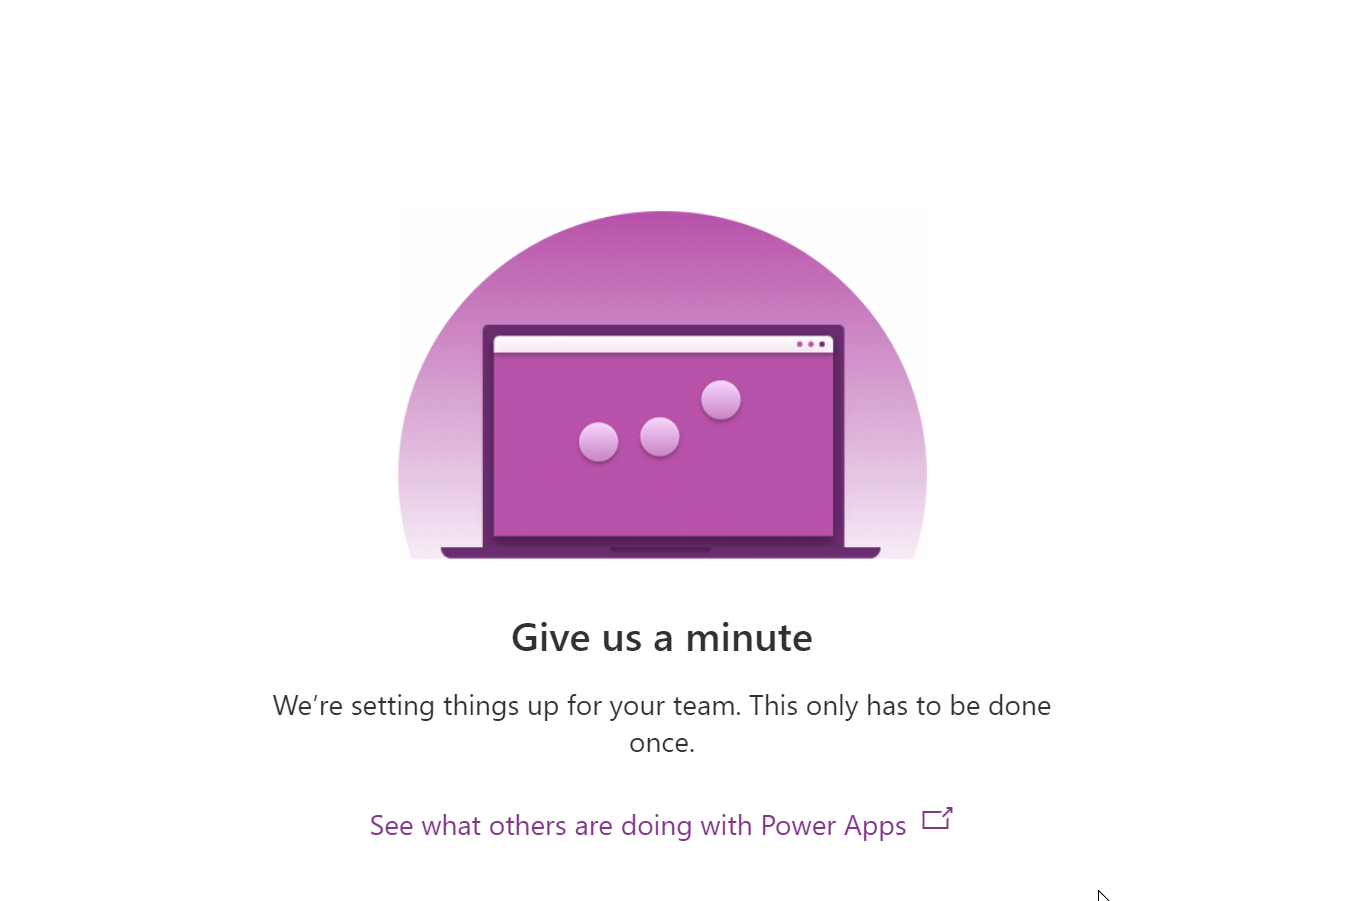 Give us a minute
We’re setting things up for your team. This only has to be done
once.
See what others are doing with Power Apps